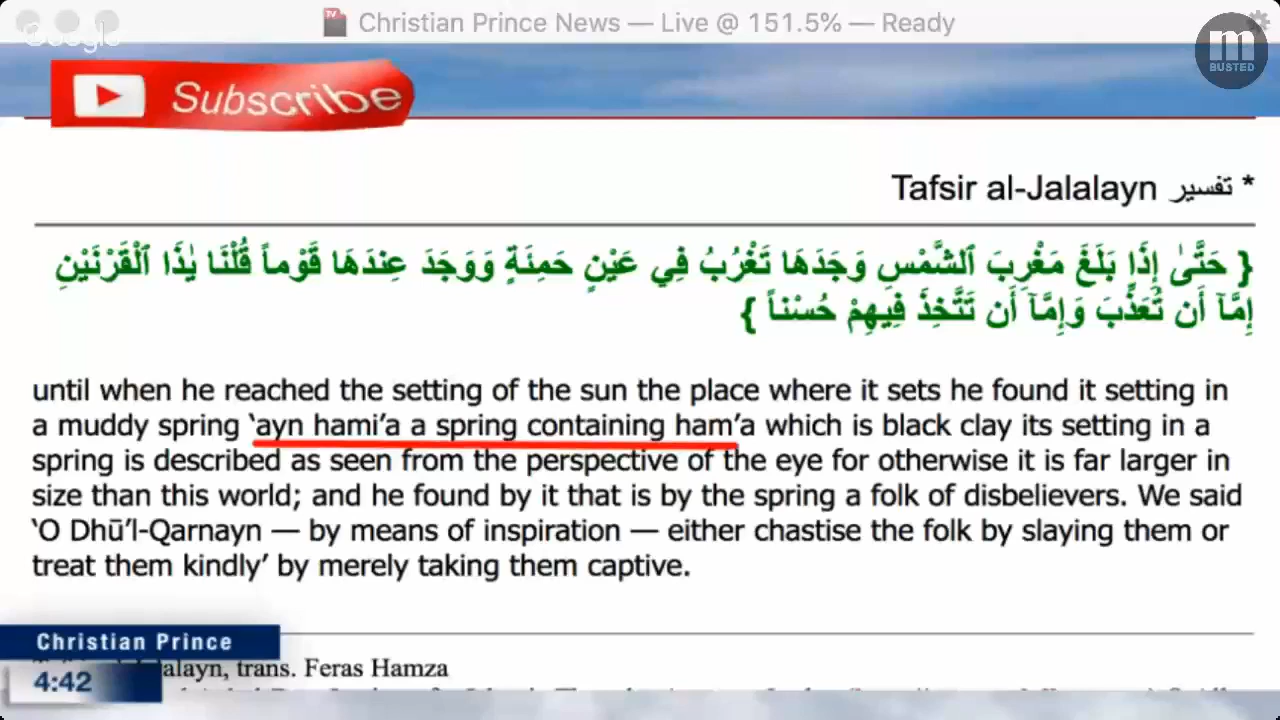 Christian Prince News — Live @ 151.5% — Ready
Google
m
BUSTED
Subscribe
* تفسير Tafsir al-Jalalayn
{ حَتَّىٰ إِذَا بَلَغَ مَغْرِبَ ٱلشَّمْسِ وَجَدَهَا تَغْرُبُ فِي عَيْنٍ حَمِئَةٍ وَوَجَدَ عِندَهَا قَوْماً قُلْنَا يٰذَا ٱلْقَرْنَيْنِ
إِمَّآ أَن تُعَذِّبَ وَإِمَّآ أَن تَتَّخِذَ فِيهِمْ حُسْناً }
until when he reached the setting of the sun the place where it sets he found it setting in
a muddy spring ‘ayn hami’a a spring containing ham’a which is black clay its setting in a
spring is described as seen from the perspective of the eye for otherwise it is far larger in
size than this world; and he found by it that is by the spring a folk of disbelievers. We said
‘O Dhū’l-Qarnayn — by means of inspiration — either chastise the folk by slaying them or
treat them kindly’ by merely taking them captive.
Christian Prince
alayn, trans. Feras Hamza
4:42